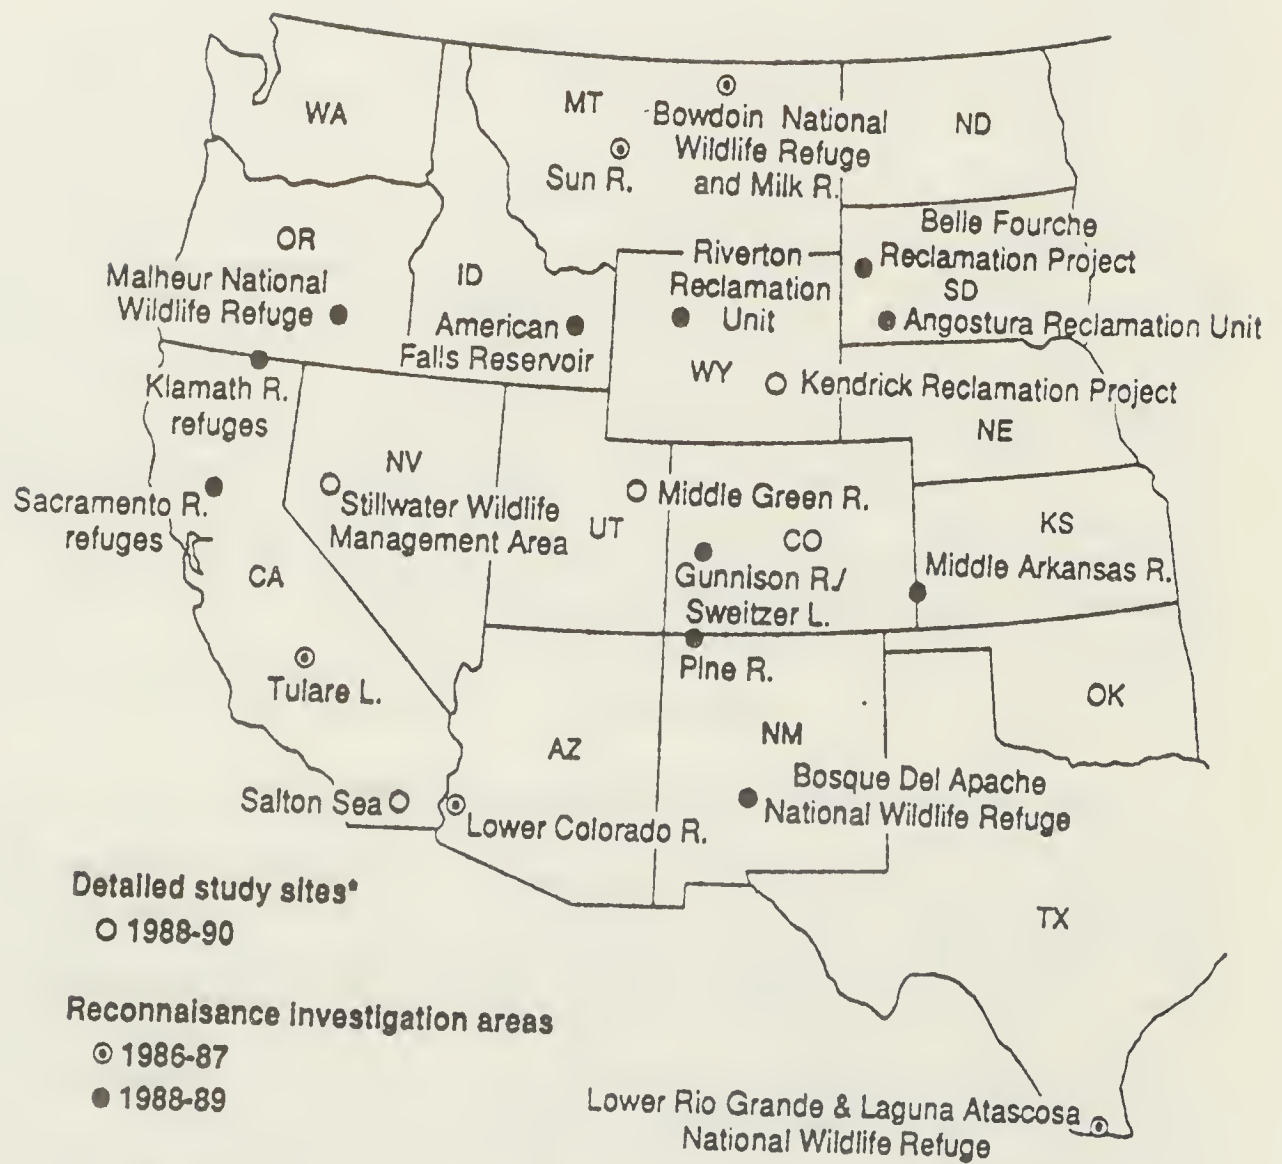 WA
MT
Bowdoin National
Wildlife Refuge
and Milk R.
ND
Sun R.
OR
Malheur National
Wildlife Refuge
ID
American
Falls Reservoir
Riverton
Reclamation
Unit
WY
Belle Fourche
Reclamation Project
SD
Angostura Reclamation Unit
Kendrick Reclamation Project
NE
Klamath R.
refuges
NV
Stillwater Wildlife
Management Area
Sacramento R.
refuges
CA
UT
Middle Green R.
CO
Gunnison R./
Sweitzer L.
KS
Middle Arkansas R.
Pine R.
Tulare L.
OK
AZ
NM
Bosque Del Apache
National Wildlife Refuge
Salton Sea
Lower Colorado R.
TX
Detailed study sites*
1988-90
Reconnaisance investigation areas
1986-87
1988-89
Lower Rio Grande & Laguna Atascosa
National Wildlife Refuge